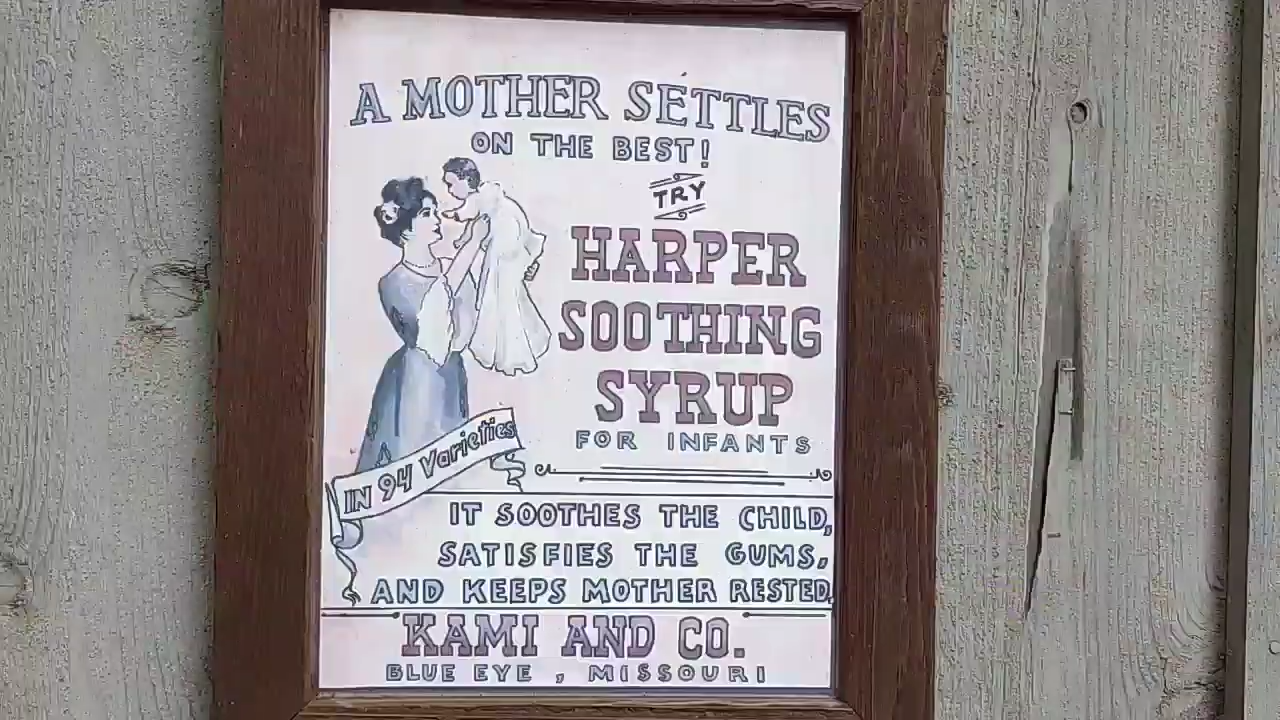 A MOTHER SETTLES
ON THE BEST!
TRY
HARPER
SOOTHING
SYRUP
FOR INFANTS
IN 94 Varieties
IT SOOTHES THE CHILD,
SATISFIES THE GUMS,
AND KEEPS MOTHER RESTED.
KAMI AND CO.
BLUE EYE, MISSOURI